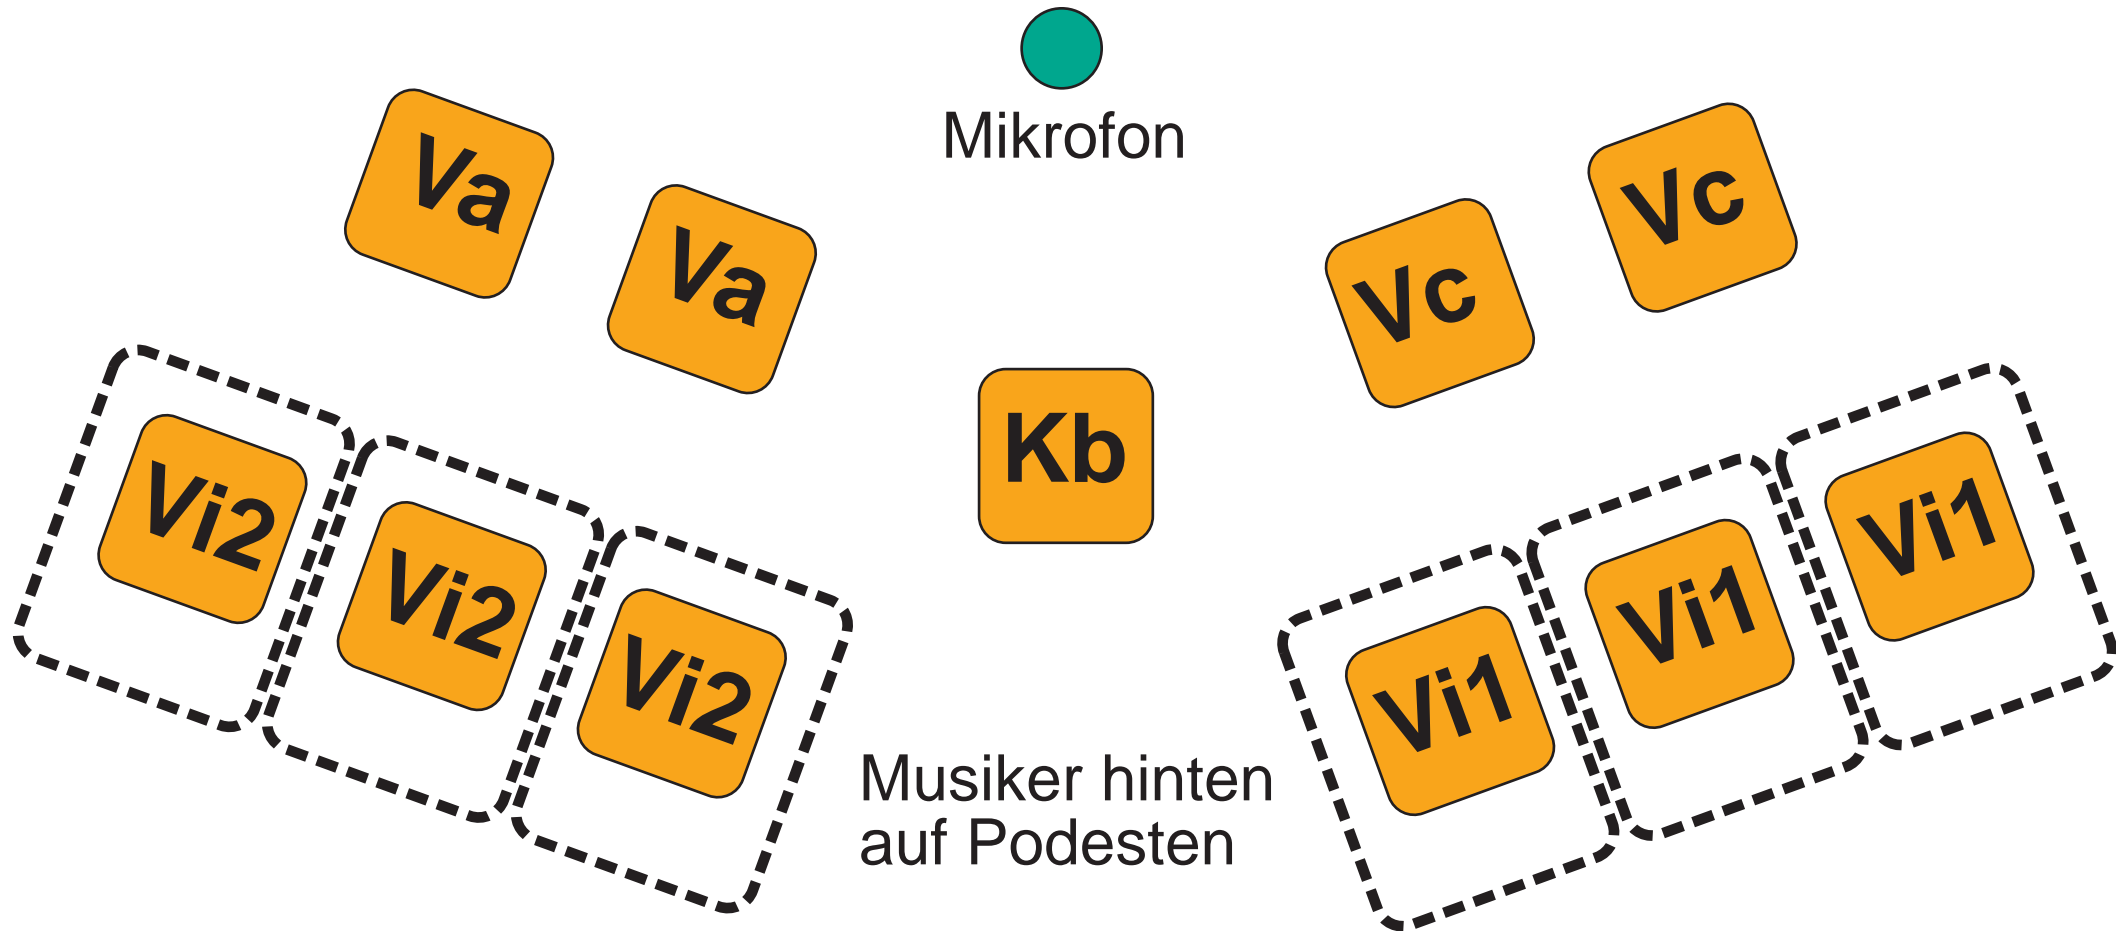 Mikrofon
Va
Va
Vc
Vc
Kb
Vi2
Vi2
Vi2
Vi1
Vi1
Vi1
Musiker hinten
auf Podesten